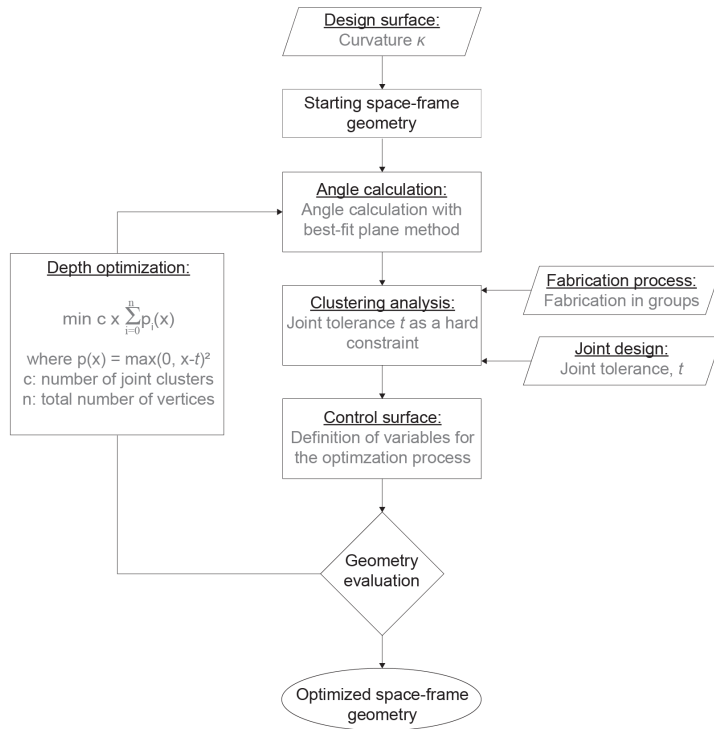 Design surface:
Curvature κ
Starting space-frame
geometry
Angle calculation:
Angle calculation with
best-fit plane method
Depth optimization:
min c x n∑i=0 pᵢ(x)
where p(x) = max(0, x-t)²
c: number of joint clusters
n: total number of vertices
Clustering analysis:
Joint tolerance t as a hard
constraint
Fabrication process:
Fabrication in groups
Joint design:
Joint tolerance, t
Control surface:
Definition of variables for
the optimzation process
Geometry
evaluation
Optimized space-frame
geometry